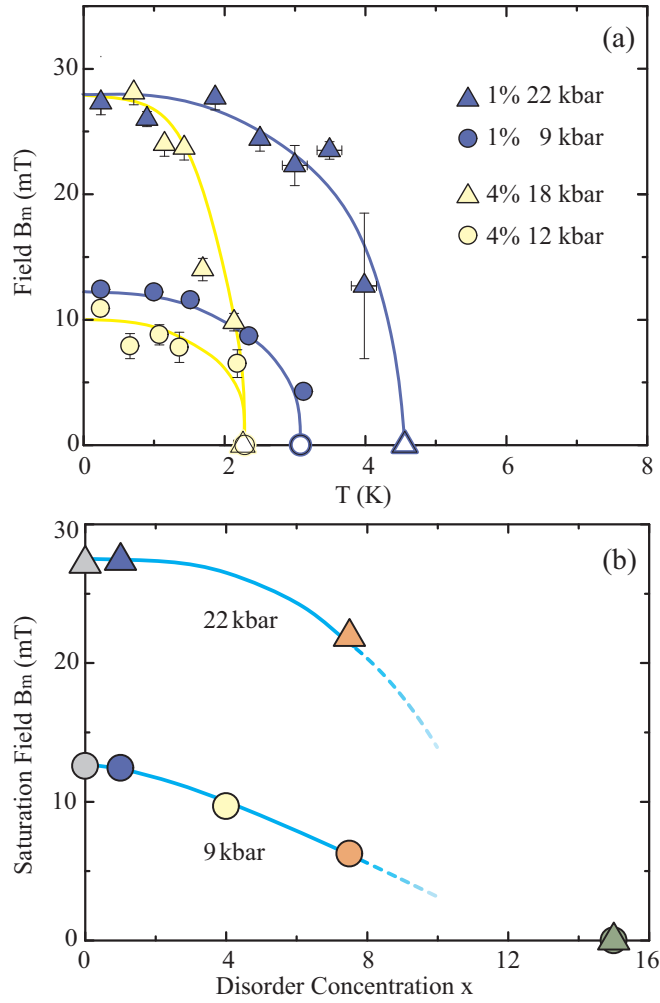 (a)
30
20
10
0
Field Bm (mT)
1% 22 kbar
1% 9 kbar
4% 18 kbar
4% 12 kbar
0 2 4 6 8
T (K)
(b)
30
20
10
0
Saturation Field Bm (mT)
22 kbar
9 kbar
0 4 8 12 16
Disorder Concentration x